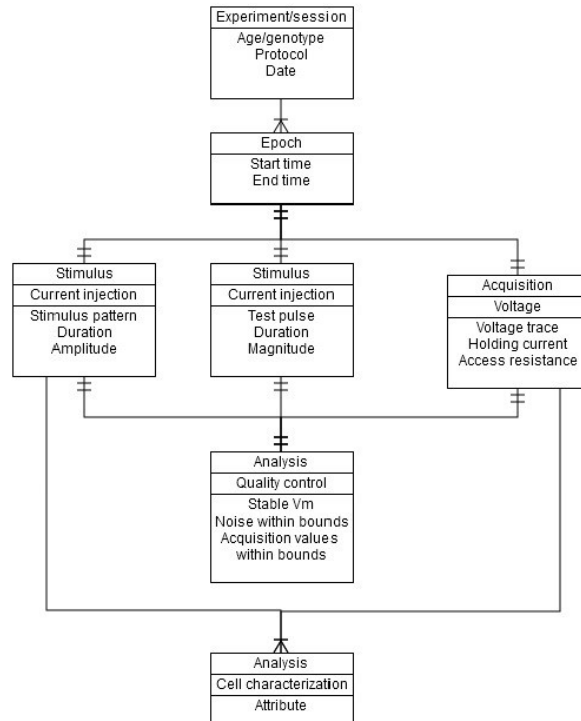 Experiment/session
Age/genotype
Protocol
Date
Epoch
Start time
End time
Stimulus
Current injection
Stimulus pattern
Duration
Amplitude
Stimulus
Current injection
Test pulse
Duration
Magnitude
Acquisition
Voltage
Voltage trace
Holding current
Access resistance
Analysis
Quality control
Stable Vm
Noise within bounds
Acquisition values
within bounds
Analysis
Cell characterization
Attribute